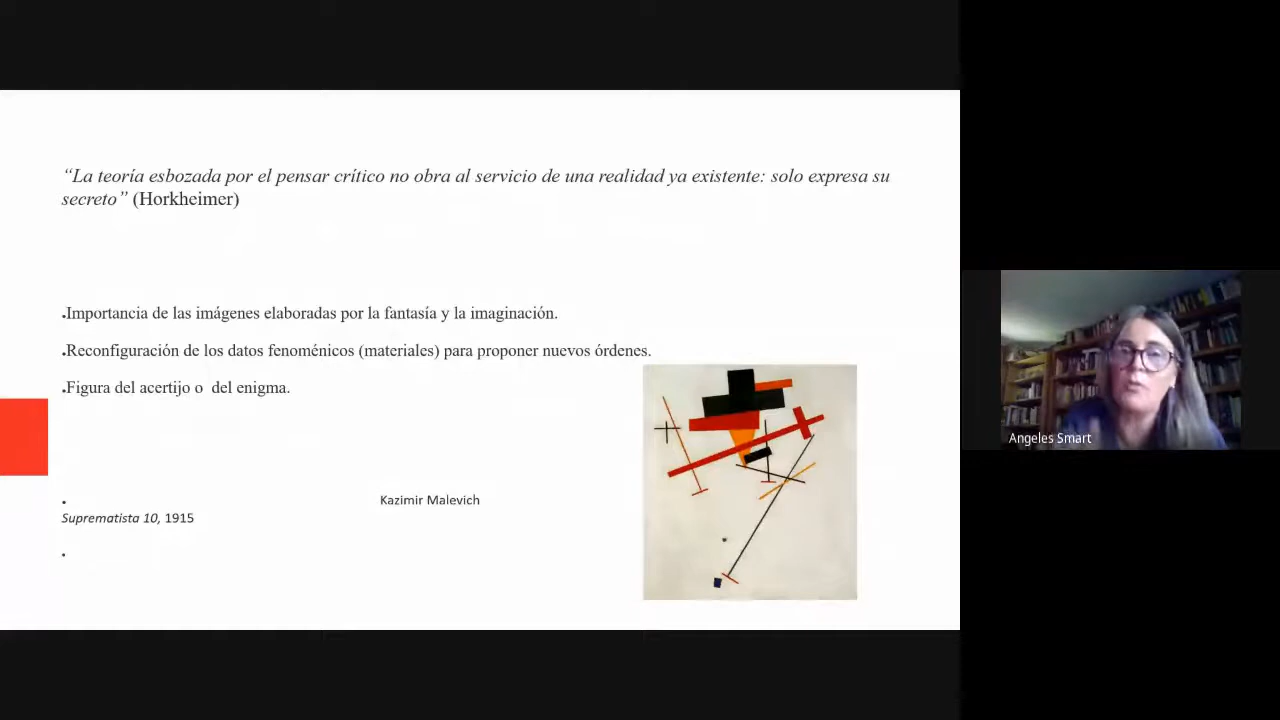 “La teoría esbozada por el pensar crítico no obra al servicio de una realidad ya existente: solo expresa su
secreto” (Horkheimer)
•Importancia de las imágenes elaboradas por la fantasía y la imaginación.
•Reconfiguración de los datos fenoménicos (materiales) para proponer nuevos órdenes.
•Figura del acertijo o  del enigma.
• Kazimir Malevich
Suprematista 10, 1915
•
Angeles Smart